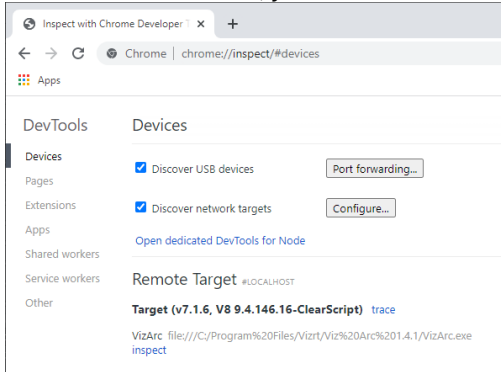 Inspect with Chrome Developer T
Chrome | chrome://inspect/#devices
Apps
DevTools
Devices
Pages
Extensions
Apps
Shared workers
Service workers
Other
Devices
Discover USB devices
Port forwarding...
Discover network targets
Configure...
Open dedicated DevTools for Node
Remote Target #LOCALHOST
Target (v7.1.6, V8 9.4.146.16-ClearScript) trace
VizArc file:///C:/Program%20Files/Vizrt/Viz%20Arc%201.4.1/VizArc.exe
inspect